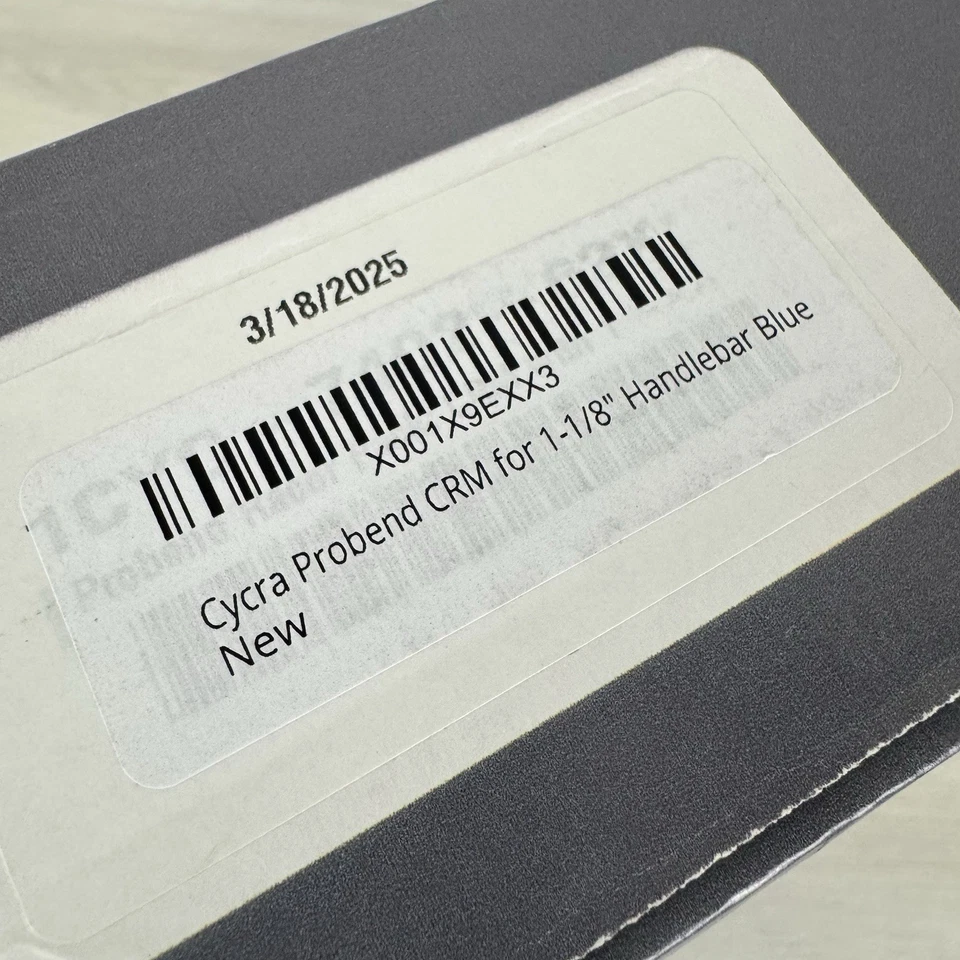 3/18/2025
X001X9EXX3
Cycra Probend CRM for 1-1/8" Handlebar Blue
New